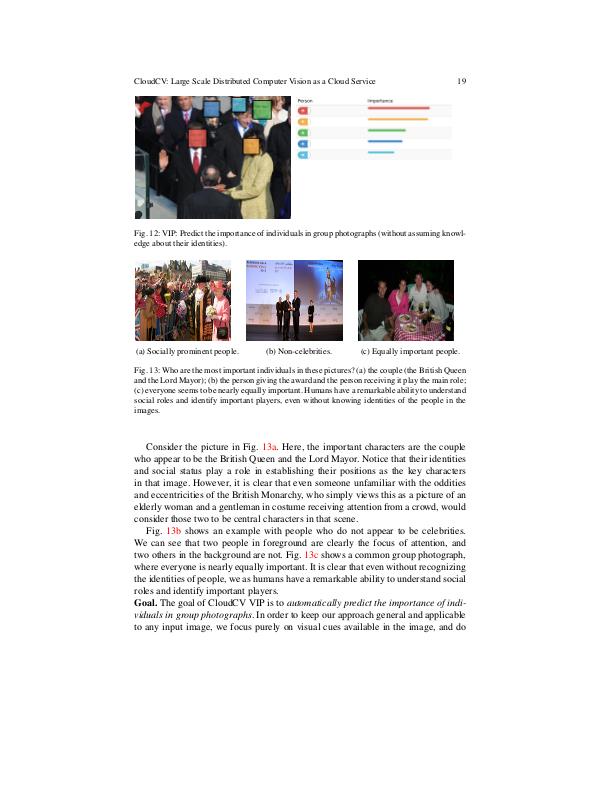 CloudCV: Large Scale Distributed Computer Vision as a Cloud Service 19
Person Importance
Fig. 12: VIP: Predict the importance of individuals in group photographs (without assuming knowl-
edge about their identities).
(a) Socially prominent people. (b) Non-celebrities. (c) Equally important people.
Fig. 13: Who are the most important individuals in these pictures? (a) the couple (the British Queen
and the Lord Mayor); (b) the person giving the award and the person receiving it play the main role;
(c) everyone seems to be nearly equally important. Humans have a remarkable ability to understand
social roles and identify important players, even without knowing identities of the people in the
images.
Consider the picture in Fig. 13a. Here, the important characters are the couple
who appear to be the British Queen and the Lord Mayor. Notice that their identities
and social status play a role in establishing their positions as the key characters
in that image. However, it is clear that even someone unfamiliar with the oddities
and eccentricities of the British Monarchy, who simply views this as a picture of an
elderly woman and a gentleman in costume receiving attention from a crowd, would
consider those two to be central characters in that scene.
Fig. 13b shows an example with people who do not appear to be celebrities.
We can see that two people in foreground are clearly the focus of attention, and
two others in the background are not. Fig. 13c shows a common group photograph,
where everyone is nearly equally important. It is clear that even without recognizing
the identities of people, we as humans have a remarkable ability to understand social
roles and identify important players.
Goal. The goal of CloudCV VIP is to automatically predict the importance of indi-
viduals in group photographs. In order to keep our approach general and applicable
to any input image, we focus purely on visual cues available in the image, and do